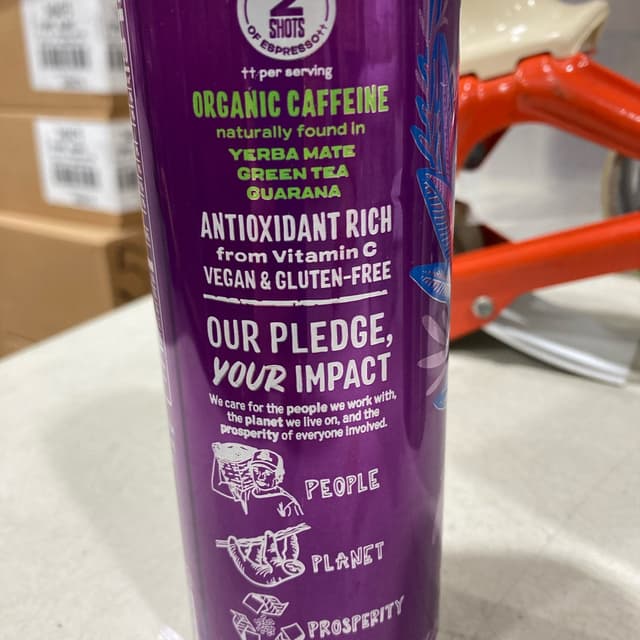 2
SHOTS
OF ESPRESSO††
†† per serving
ORGANIC CAFFEINE
naturally found in
YERBA MATE
GREEN TEA
GUARANA
ANTIOXIDANT RICH
from Vitamin C
VEGAN & GLUTEN-FREE
OUR PLEDGE,
YOUR IMPACT
We care for the people we work with,
the planet we live on, and the
prosperity of everyone involved.
PEOPLE
PLANET
PROSPERITY